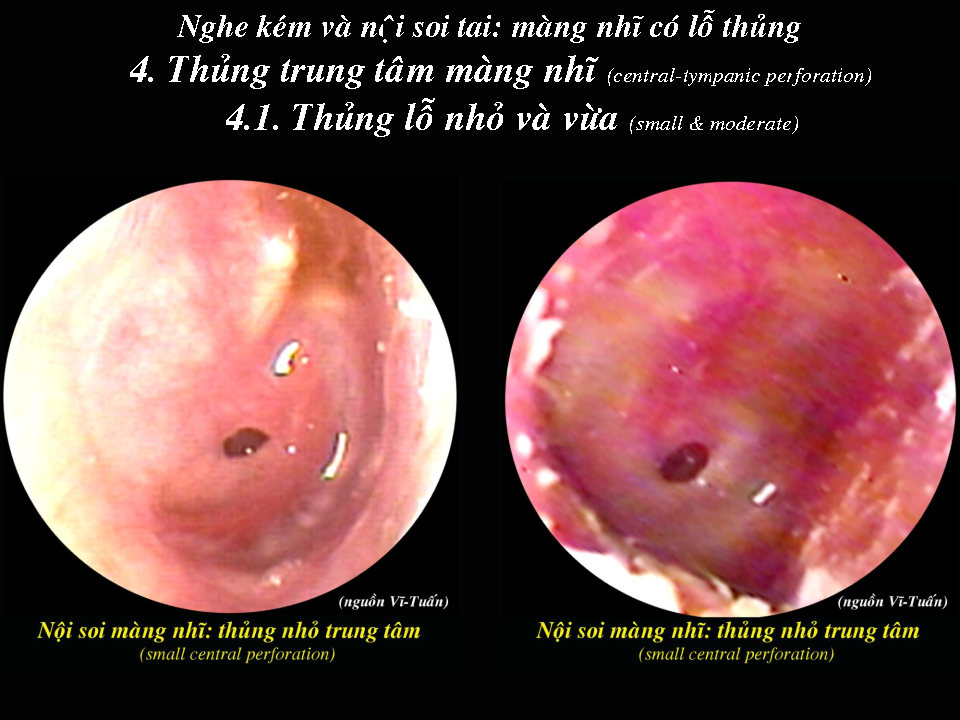 Nghe kém và nội soi tai: màng nhĩ có lỗ thủng
4. Thủng trung tâm màng nhĩ (central-tympanic perforation)
4.1. Thủng lỗ nhỏ và vừa (small & moderate)
(nguồn Vĩ-Tuấn)
Nội soi màng nhĩ: thủng nhỏ trung tâm
(small central perforation)
(nguồn Vĩ-Tuấn)
Nội soi màng nhĩ: thủng nhỏ trung tâm
(small central perforation)